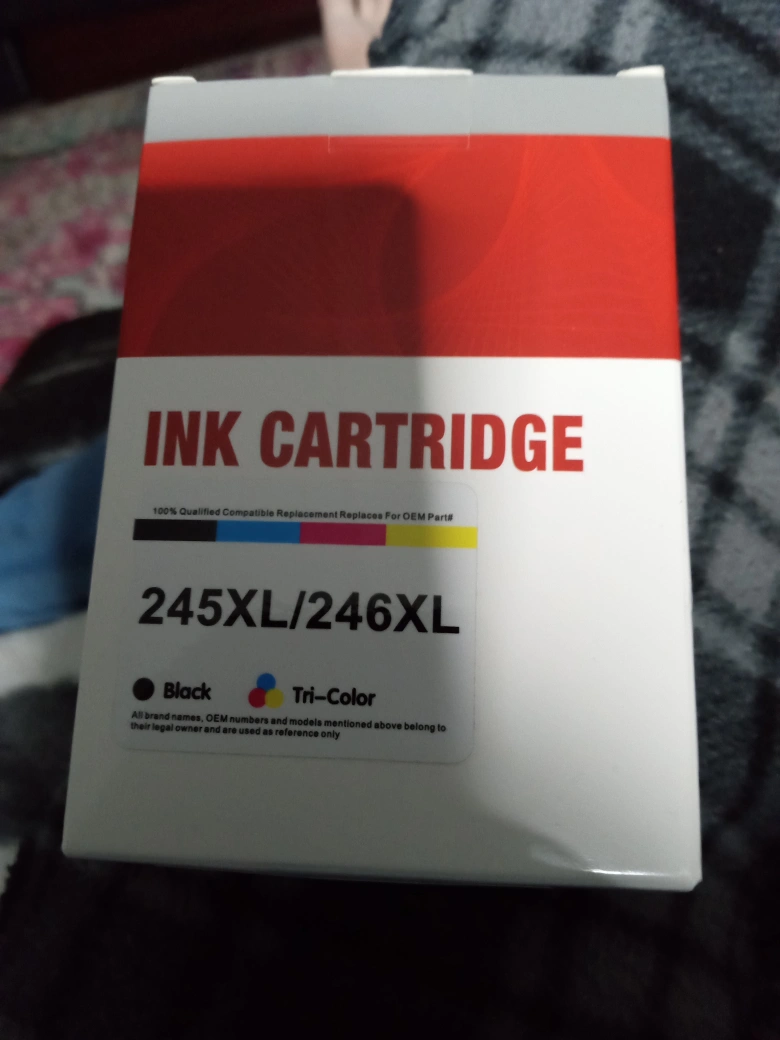 INK CARTRIDGE
100% Qualified Compatible Replacement Replaces For OEM Part#
245XL/246XL
Black Tri-Color
All brand names, OEM numbers and models mentioned above belong to
their legal owner and are used as reference only